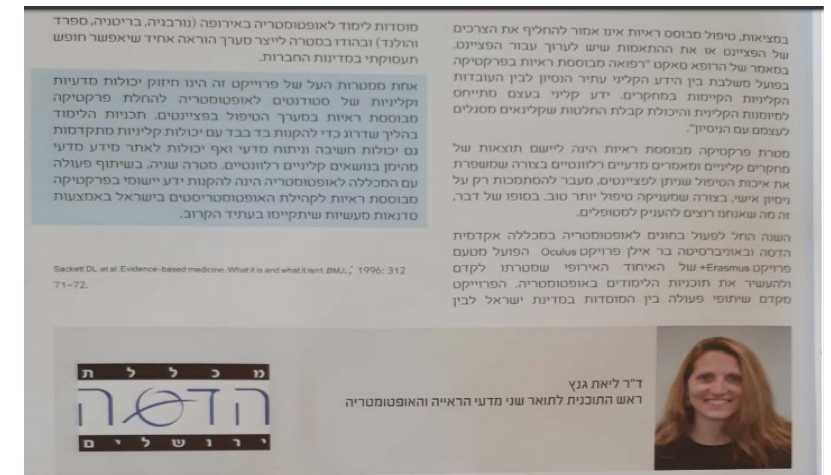 במציאות, טיפול מבוסס ראיות אינו אמור להחליף את הצרכים
של הפציינט או את ההתאמות שיש לערוך עבור הפציינט.
במאמר של הרופא סאקט "רפואה מבוססת ראיות בפרקטיקה
בפועל משלבת בין הידע הקליני עתיר הנסיון לבין העובדות
הקליניות הקיימות במחקרים. ידע קליני בעצם מתייחס
למיומנות הקלינית והיכולת קבלת החלטות שקלינאים מסגלים
לעצמם עם הניסיון".
מטרת פרקטיקה מבוססת ראיות הינה ליישם תוצאות של
מחקרים קליניים ומאמרים מדעיים רלוונטיים בצורה שמשפרת
את איכות הטיפול שניתן לפציינטים, מעבר להסתמכות רק על
ניסיון אישי, בצורה שמעניקה טיפול יותר טוב. בסופו של דבר,
זה מה שאנחנו רוצים להעניק למטופלים.
השנה החל לפעול בחוגים לאופטומטריה במכללה אקדמית
הדסה ובאוניברסיטה בר אילן פרויקט Oculus הפועל מטעם
פרויקט Erasmus+ של האיחוד האירופי שמטרתו לקדם
ולהעשיר את תוכניות הלימודים באופטומטריה. הפרוייקט
מקדם שיתופי פעולה בין המוסדות במדינת ישראל לבין
מוסדות לימוד לאופטומטריה באירופה (נורבגיה, בריטניה, ספרד
והולנד) ובהודו במטרה לייצר מערך הוראה אחיד שיאפשר חופש
תעסוקתי במדינות החברות.
אחת ממטרות העל של פרוייקט זה הינו חיזוק יכולות מדעיות
וקליניות של סטודנטים לאופטומטריה להחלת פרקטיקה
מבוססת ראיות במערך הטיפול בפציינטים. תכניות הלימוד
בהליך שדרוג כדי להקנות בד בבד עם יכולות קליניות מתקדמות
גם יכולות חשיבה וניתוח מדעי ואף יכולות לאתר מידע מדעי
מהימן בנושאים קליניים רלוונטיים. מטרה שניה, בשיתוף פעולה
עם המכללה לאופטומטריה הינה להקנות ידע יישומי בפרקטיקה
מבוססת ראיות לקהילת האופטומטריסטים בישראל באמצעות
סדנאות מעשיות שיתקיימו בעתיד הקרוב.
Sackett DL, et al. Evidence-based medicine: What it is and what it isn't. BMJ., 1996: 312
71-72.
ד"ר ליאת גנץ
ראש התוכנית לתואר שני מדעי הראייה והאופטומטריה
מכללת
הדסה
ירושלים